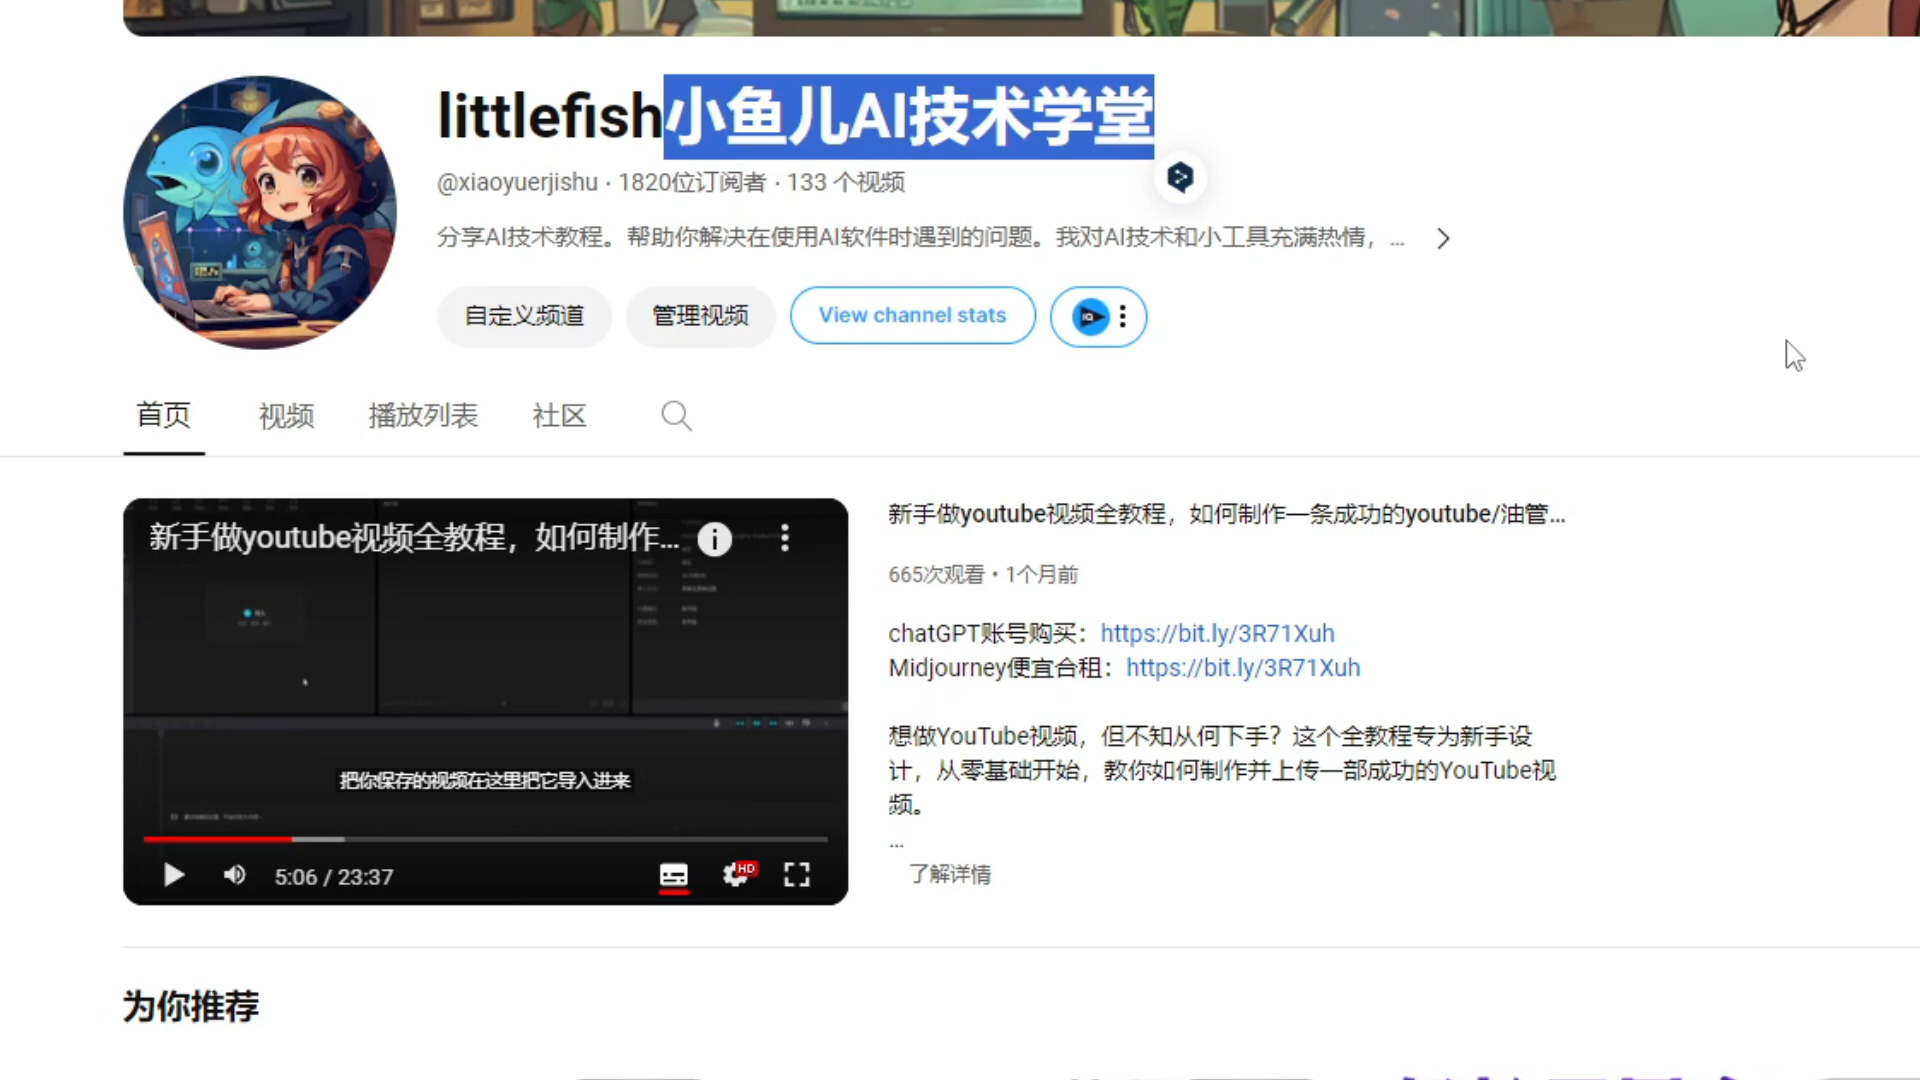 littlefish小鱼儿AI技术学堂
@xiaoyuerjishu · 1820位订阅者 · 133 个视频
分享AI技术教程。帮助你解决在使用AI软件时遇到的问题。我对AI技术和小工具充满热情，...
自定义频道
管理视频
View channel stats
首页
视频
播放列表
社区
新手做youtube视频全教程，如何制作...
把你保存的视频在这里把它导入进来
5:06 / 23:37
HD
新手做youtube视频全教程，如何制作一条成功的youtube/油管...
665次观看 • 1个月前
chatGPT账号购买：https://bit.ly/3R71Xuh
Midjourney便宜合租：https://bit.ly/3R71Xuh
想做YouTube视频，但不知从何下手？这个全教程专为新手设
计，从零基础开始，教你如何制作并上传一部成功的YouTube视
频。
...
了解详情
为你推荐